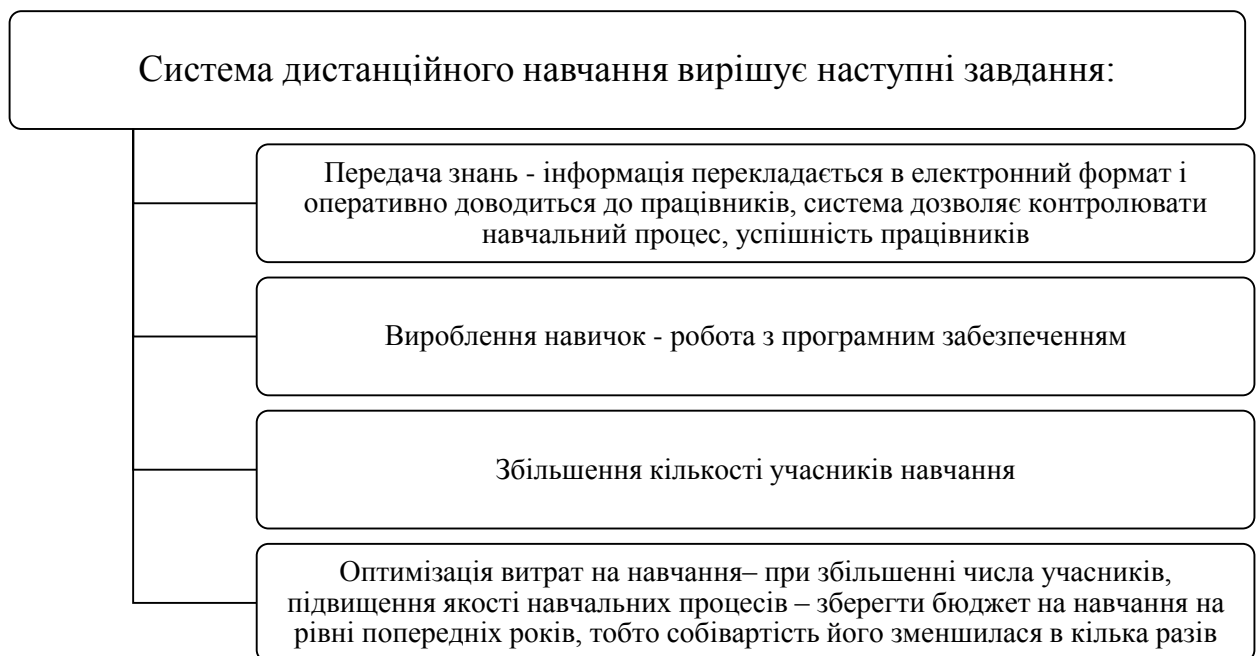 Система дистанційного навчання вирішує наступні завдання:
Передача знань - інформація перекладається в електронний формат і
оперативно доводиться до працівників, система дозволяє контролювати
навчальний процес, успішність працівників
Вироблення навичок - робота з програмним забезпеченням
Збільшення кількості учасників навчання
Оптимізація витрат на навчання– при збільшенні числа учасників,
підвищення якості навчальних процесів – зберегти бюджет на навчання на
рівні попередніх років, тобто собівартість його зменшилася в кілька разів